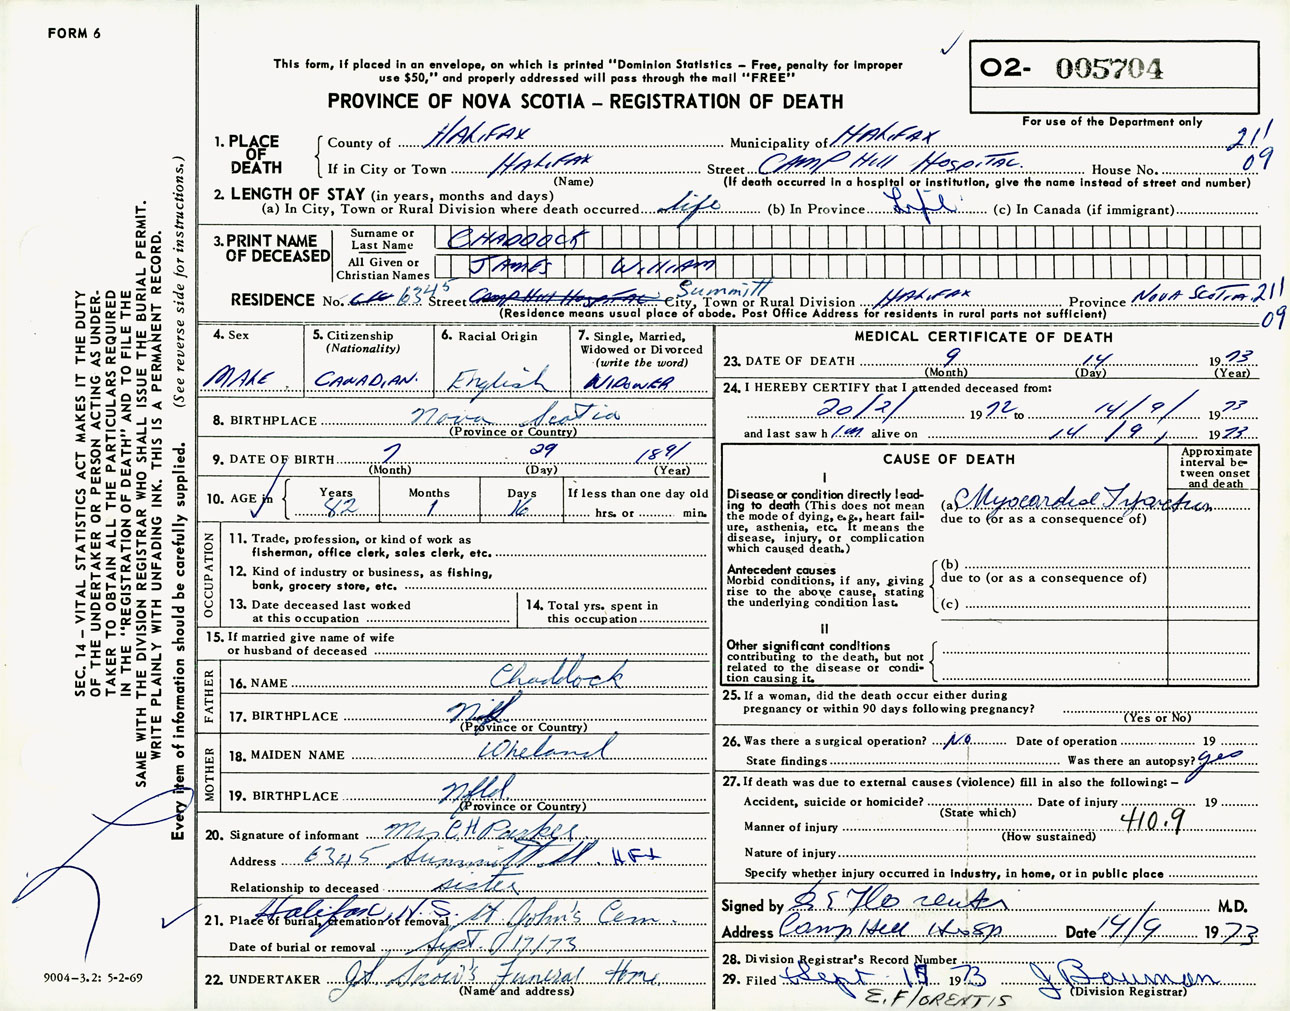 FORM 6
This form, if placed in an envelope, on which is printed "Dominion Statistics – Free, penalty for improper
use $50," and properly addressed will pass through the mail "FREE"
PROVINCE OF NOVA SCOTIA – REGISTRATION OF DEATH
O2- 005704
For use of the Department only
1. PLACE OF DEATH
County of HALIFAX Municipality of HALIFAX 211
If in City or Town HALIFAX Street CAMP HILL HOSPITAL. House No. 09
(Name) (If death occurred in a hospital or institution, give the name instead of street and number)
2. LENGTH OF STAY (in years, months and days)
(a) In City, Town or Rural Division where death occurred life (b) In Province Life (c) In Canada (if immigrant)
3. PRINT NAME OF DECEASED
Surname or Last Name CHADDOCK
All Given or Christian Names JAMES WILLIAM
RESIDENCE No. 6345 Street Camp Hill Hospital Summitt City, Town or Rural Division HALIFAX Province NOVA SCOTIA 211
(Residence means usual place of abode. Post Office Address for residents in rural parts not sufficient) 09
4. Sex
MALE
5. Citizenship
(Nationality)
CANADIAN.
6. Racial Origin
English
7. Single, Married,
Widowed or Divorced
(write the word)
WIDOWER
8. BIRTHPLACE Nova Scotia
(Province or Country)
9. DATE OF BIRTH 7 29 1891
(Month) (Day) (Year)
10. AGE in
Years Months Days If less than one day old
82 1 16 hrs. or min.
OCCUPATION
11. Trade, profession, or kind of work as
fisherman, office clerk, sales clerk, etc.
12. Kind of industry or business, as fishing,
bank, grocery store, etc.
13. Date deceased last worked
at this occupation
14. Total yrs. spent in
this occupation
15. If married give name of wife
or husband of deceased
FATHER
16. NAME Chaddock
17. BIRTHPLACE Nfld
(Province or Country)
MOTHER
18. MAIDEN NAME Wheland
19. BIRTHPLACE Nfld.
(Province or Country)
20. Signature of informant Mrs C H Parker
Address 6345 Summitt St. HFX
Relationship to deceased sister
21. Place of burial, cremation or removal Halifax, N.S. St John's Cem.
Date of burial or removal Sept. 17/73
22. UNDERTAKER J.A. Snow's Funeral Home
(Name and address)
MEDICAL CERTIFICATE OF DEATH
23. DATE OF DEATH 9 14 1973
(Month) (Day) (Year)
24. I HEREBY CERTIFY that I attended deceased from:
20/2/ 1972 to 14/9/ 1973
and last saw him alive on 14/9, 1973
CAUSE OF DEATH
Approximate
interval be-
tween onset
and death
I
Disease or condition directly lead-
ing to death (This does not mean
the mode of dying, e.g., heart fail-
ure, asthenia, etc. It means the
disease, injury, or complication
which caused death.)
(a) Myocardial Infarction
due to (or as a consequence of)
Antecedent causes
Morbid conditions, if any, giving
rise to the above cause, stating
the underlying condition last.
(b)
due to (or as a consequence of)
(c)
II
Other significant conditions
contributing to the death, but not
related to the disease or condi-
tion causing it.
25. If a woman, did the death occur either during
pregnancy or within 90 days following pregnancy?
(Yes or No)
26. Was there a surgical operation? No Date of operation 19
State findings Was there an autopsy? yes
27. If death was due to external causes (violence) fill in also the following: –
Accident, suicide or homicide? Date of injury 19
(State which)
Manner of injury 410.9
(How sustained)
Nature of injury
Specify whether injury occurred in Industry, in home, or in public place
Signed by M.D.
Address Camp Hill Hosp Date 14/9 1973
28. Division Registrar's Record Number
29. Filed Sept 1973 J Bauman
(Division Registrar)
E. FLORENTIS
SEC. 14 – VITAL STATISTICS ACT MAKES IT THE DUTY
OF THE UNDERTAKER OR PERSON ACTING AS UNDER-
TAKER TO OBTAIN ALL THE PARTICULARS REQUIRED
IN THE "REGISTRATION OF DEATH" AND TO FILE THE
SAME WITH THE DIVISION REGISTRAR WHO SHALL ISSUE THE BURIAL PERMIT.
WRITE PLAINLY WITH UNFADING INK. THIS IS A PERMANENT RECORD.
Every item of information should be carefully supplied. (See reverse side for instructions.)
9004–3.2: 5-2-69